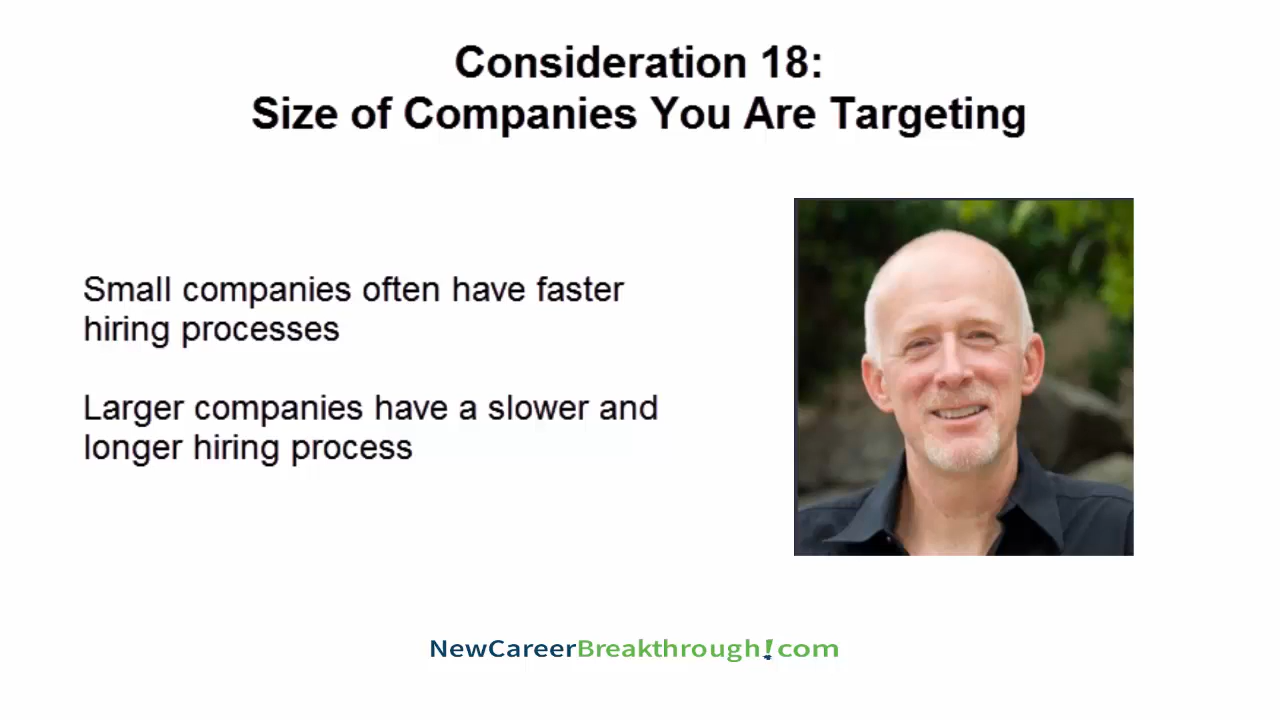 Consideration 18:
Size of Companies You Are Targeting
Small companies often have faster
hiring processes
Larger companies have a slower and
longer hiring process
NewCareerBreakthrough!com